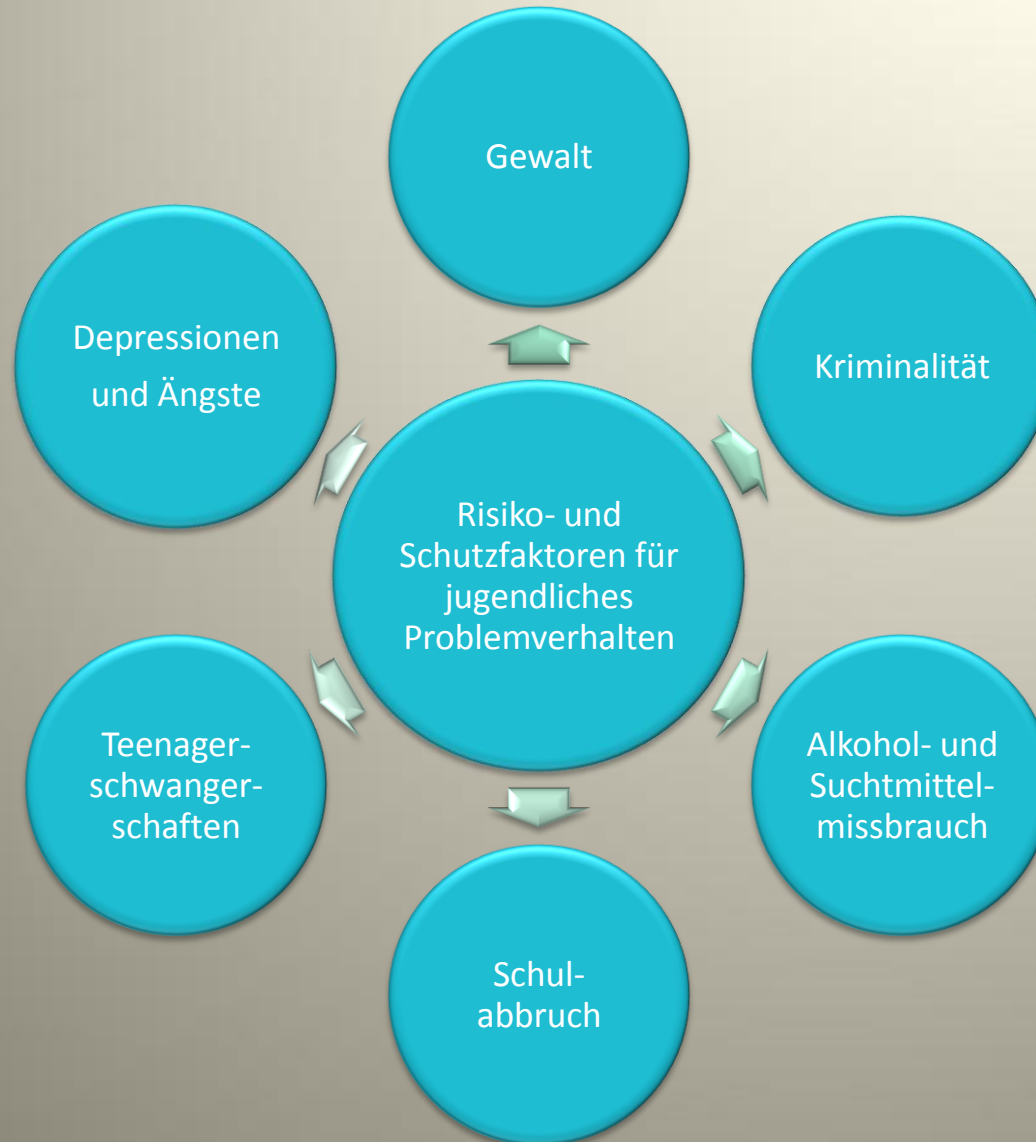 Gewalt
Depressionen
und Ängste
Kriminalität
Risiko- und
Schutzfaktoren für
jugendliches
Problemverhalten
Teenager-
schwanger-
schaften
Alkohol- und
Suchtmittel-
missbrauch
Schul-
abbruch